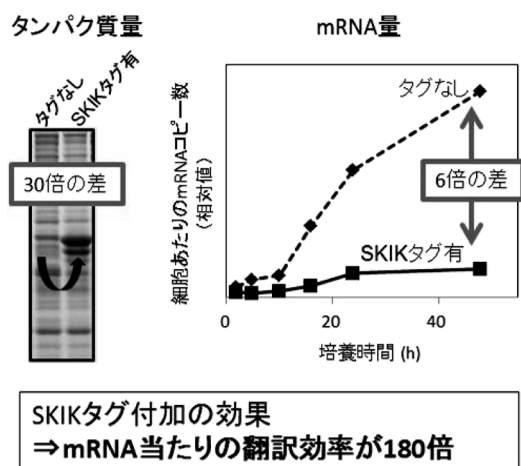 タンパク質量
mRNA量
タグなし
SKIKタグ有
30倍の差
細胞あたりのmRNAコピー数
(相対値)
タグなし
6倍の差
SKIKタグ有
0
20
40
培養時間 (h)
SKIKタグ付加の効果
⇒mRNA当たりの翻訳効率が180倍